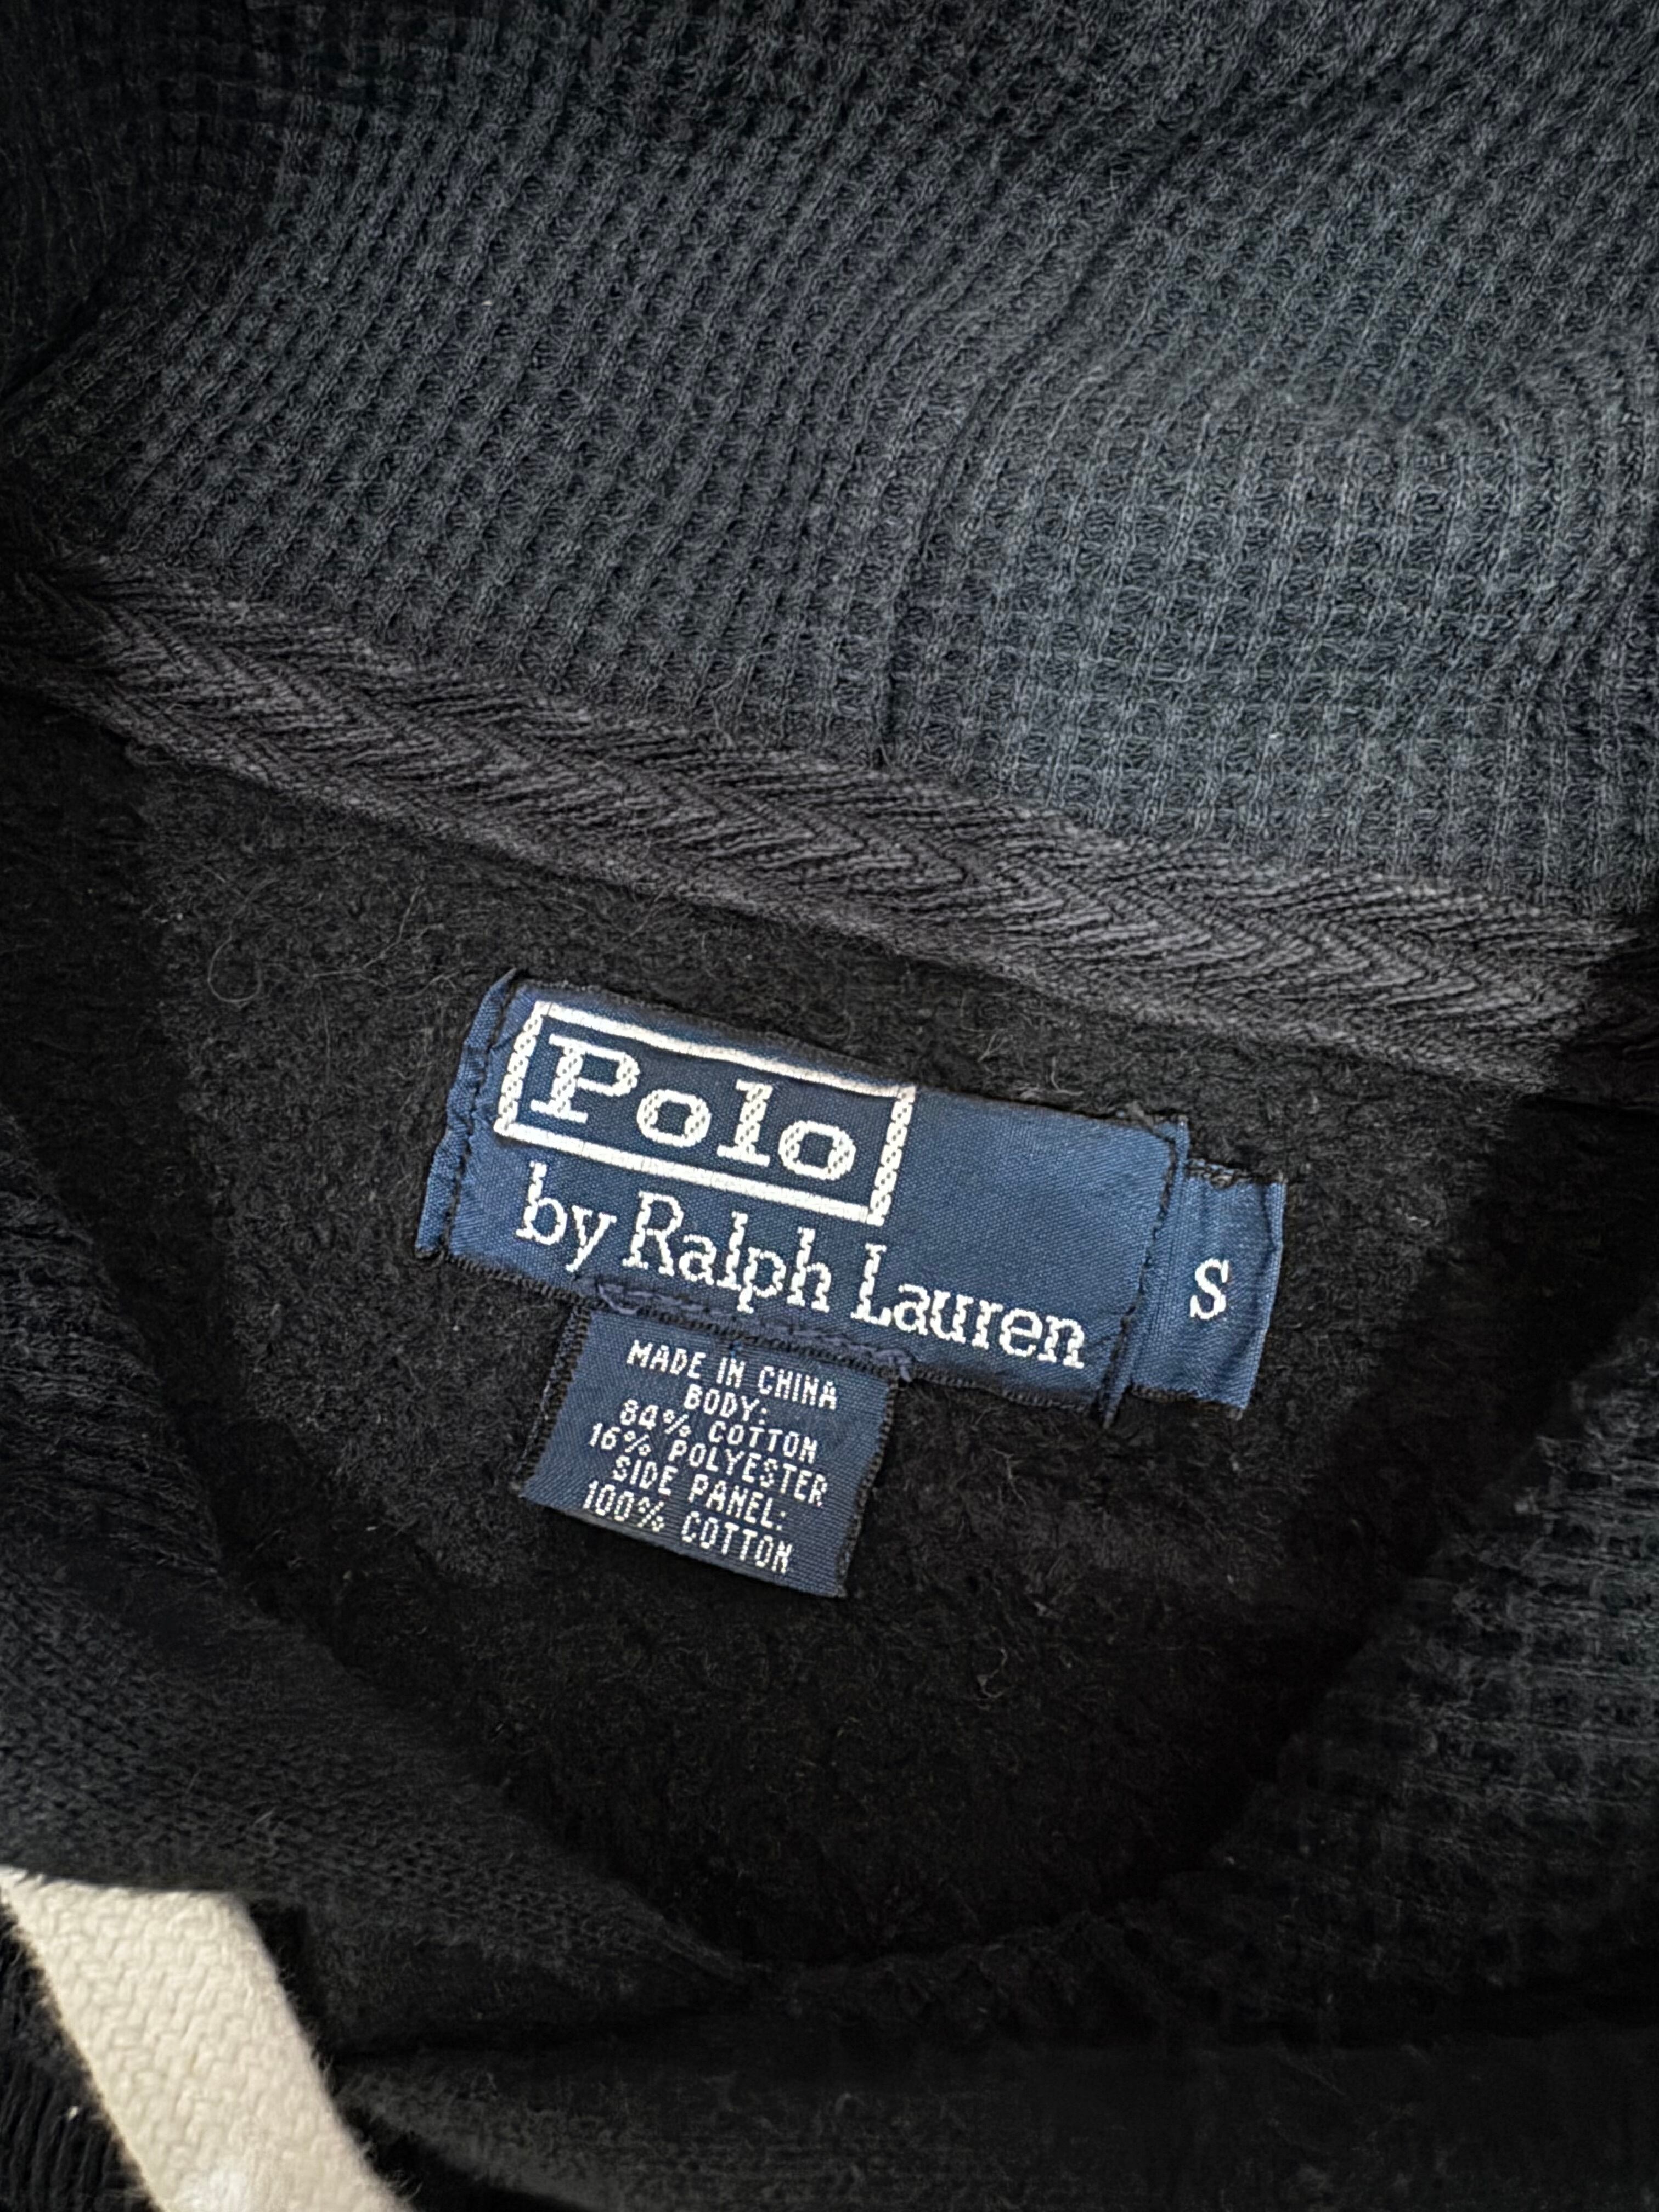 Polo
by Ralph Lauren
S
MADE IN CHINA
BODY:
84% COTTON
16% POLYESTER
SIDE PANEL:
100% COTTON